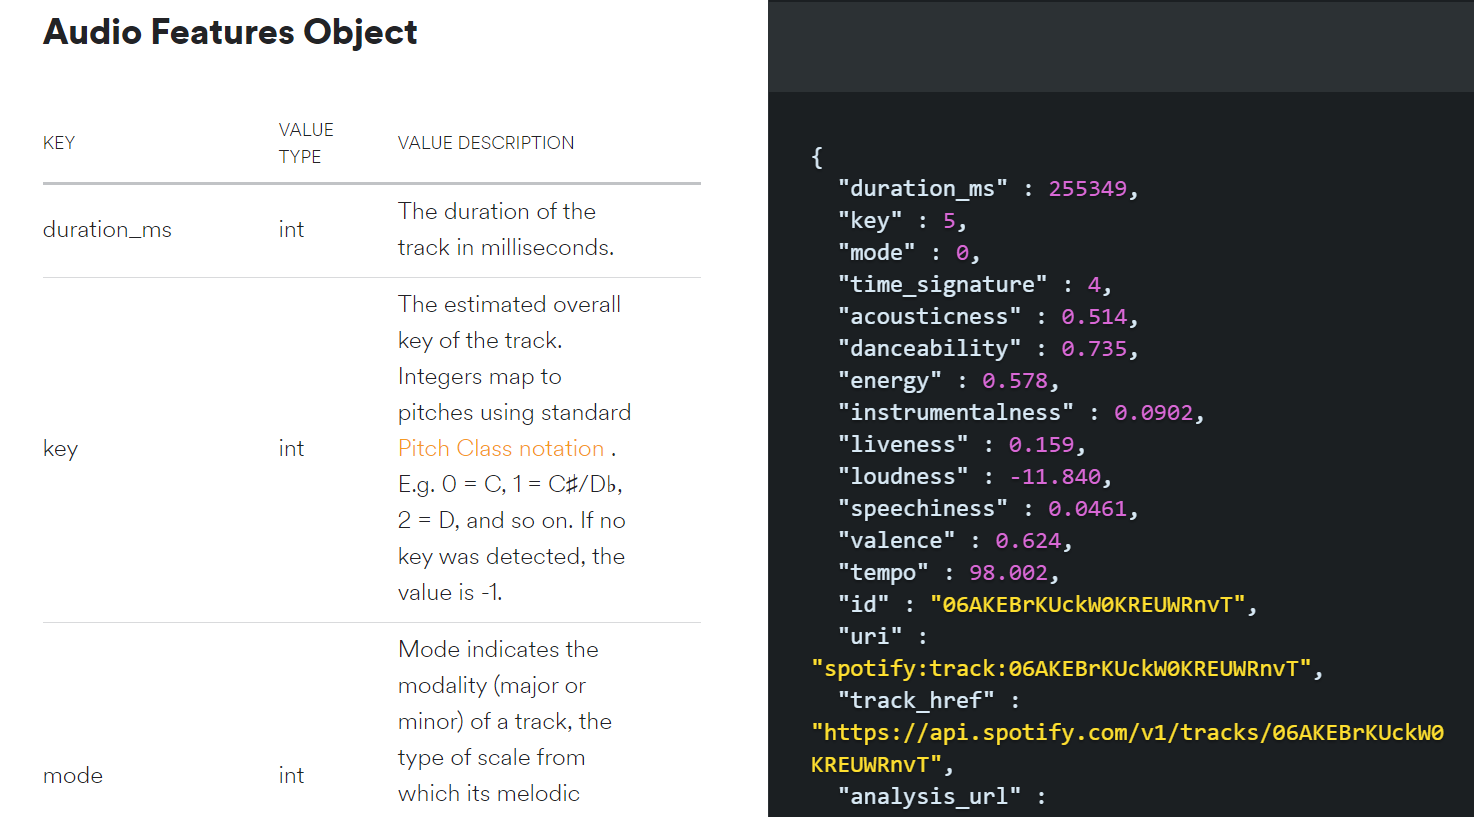 Audio Features Object
KEY
VALUE
TYPE
VALUE DESCRIPTION
duration_ms
int
The duration of the
track in milliseconds.
key
int
The estimated overall
key of the track.
Integers map to
pitches using standard
Pitch Class notation .
E.g. 0 = C, 1 = C♯/D♭,
2 = D, and so on. If no
key was detected, the
value is -1.
mode
int
Mode indicates the
modality (major or
minor) of a track, the
type of scale from
which its melodic
{
"duration_ms" : 255349,
"key" : 5,
"mode" : 0,
"time_signature" : 4,
"acousticness" : 0.514,
"danceability" : 0.735,
"energy" : 0.578,
"instrumentalness" : 0.0902,
"liveness" : 0.159,
"loudness" : -11.840,
"speechiness" : 0.0461,
"valence" : 0.624,
"tempo" : 98.002,
"id" : "06AKEBrKUckW0KREUWRnvT",
"uri" :
"spotify:track:06AKEBrKUckW0KREUWRnvT",
"track_href" :
"https://api.spotify.com/v1/tracks/06AKEBrKUckW0
KREUWRnvT",
"analysis_url" :